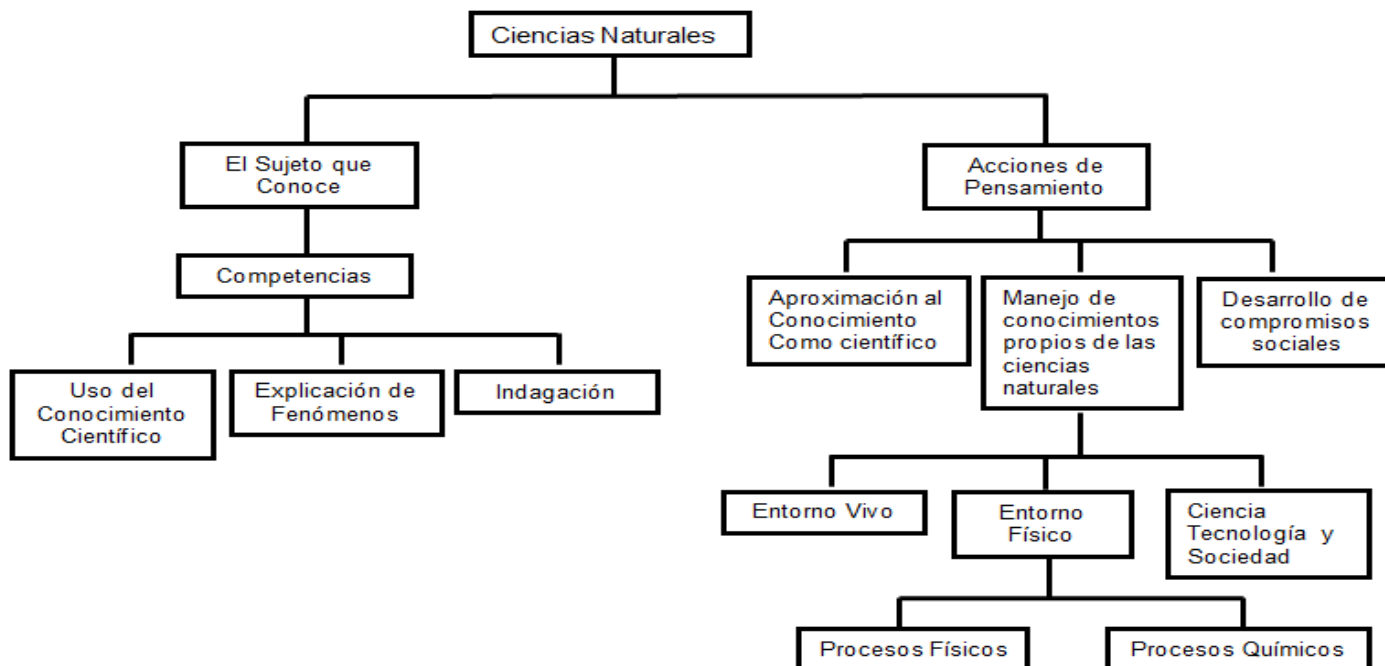 Ciencias Naturales
El Sujeto que
Conoce
Acciones de
Pensamiento
Competencias
Aproximación al
Conocimiento
Como científico
Manejo de
conocimientos
propios de las
ciencias
naturales
Desarrollo de
compromisos
sociales
Uso del
Conocimiento
Científico
Explicación de
Fenómenos
Indagación
Entorno Vivo
Entorno
Físico
Ciencia
Tecnología y
Sociedad
Procesos Físicos
Procesos Químicos